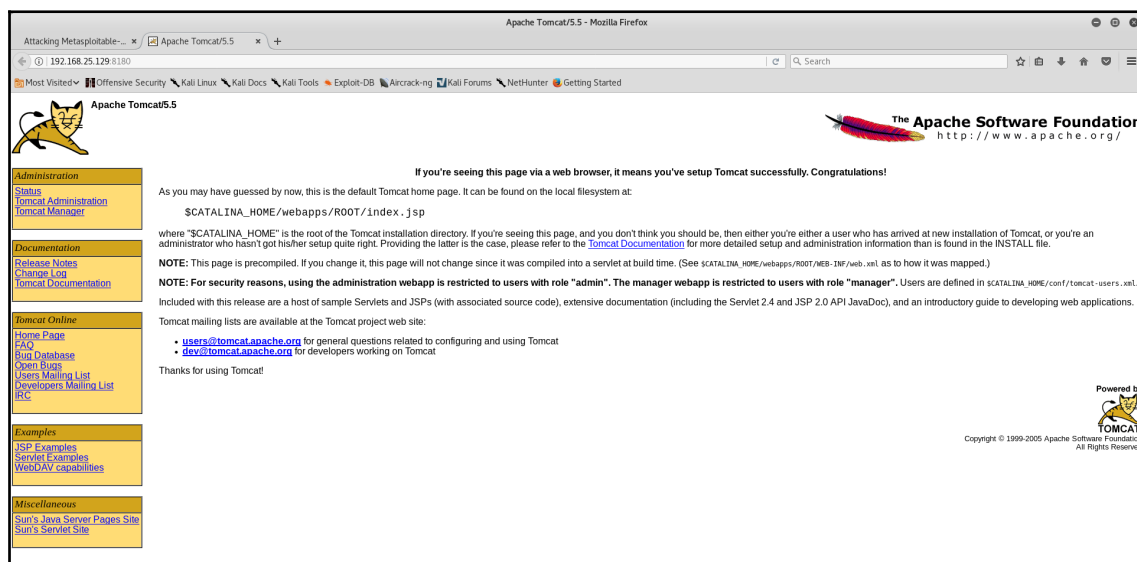 Apache Tomcat/5.5 - Mozilla Firefox
Attacking Metasploitable-... × Apache Tomcat/5.5 × +
192.168.25.129:8180 Search
Most Visited Offensive Security Kali Linux Kali Docs Kali Tools Exploit-DB Aircrack-ng Kali Forums NetHunter Getting Started
Apache Tomcat/5.5
The Apache Software Foundation
http://www.apache.org/
Administration
Status
Tomcat Administration
Tomcat Manager
Documentation
Release Notes
Change Log
Tomcat Documentation
Tomcat Online
Home Page
FAQ
Bug Database
Open Bugs
Users Mailing List
Developers Mailing List
IRC
Examples
JSP Examples
Servlet Examples
WebDAV capabilities
Miscellaneous
Sun's Java Server Pages Site
Sun's Servlet Site
If you're seeing this page via a web browser, it means you've setup Tomcat successfully. Congratulations!
As you may have guessed by now, this is the default Tomcat home page. It can be found on the local filesystem at:
$CATALINA_HOME/webapps/ROOT/index.jsp
where "$CATALINA_HOME" is the root of the Tomcat installation directory. If you're seeing this page, and you don't think you should be, then either you're either a user who has arrived at new installation of Tomcat, or you're an
administrator who hasn't got his/her setup quite right. Providing the latter is the case, please refer to the Tomcat Documentation for more detailed setup and administration information than is found in the INSTALL file.
NOTE: This page is precompiled. If you change it, this page will not change since it was compiled into a servlet at build time. (See $CATALINA_HOME/webapps/ROOT/WEB-INF/web.xml as to how it was mapped.)
NOTE: For security reasons, using the administration webapp is restricted to users with role "admin". The manager webapp is restricted to users with role "manager". Users are defined in $CATALINA_HOME/conf/tomcat-users.xml.
Included with this release are a host of sample Servlets and JSPs (with associated source code), extensive documentation (including the Servlet 2.4 and JSP 2.0 API JavaDoc), and an introductory guide to developing web applications.
Tomcat mailing lists are available at the Tomcat project web site:
• users@tomcat.apache.org for general questions related to configuring and using Tomcat
• dev@tomcat.apache.org for developers working on Tomcat
Thanks for using Tomcat!
Powered b
TOMCAT
Copyright © 1999-2005 Apache Software Foundatio
All Rights Reserve